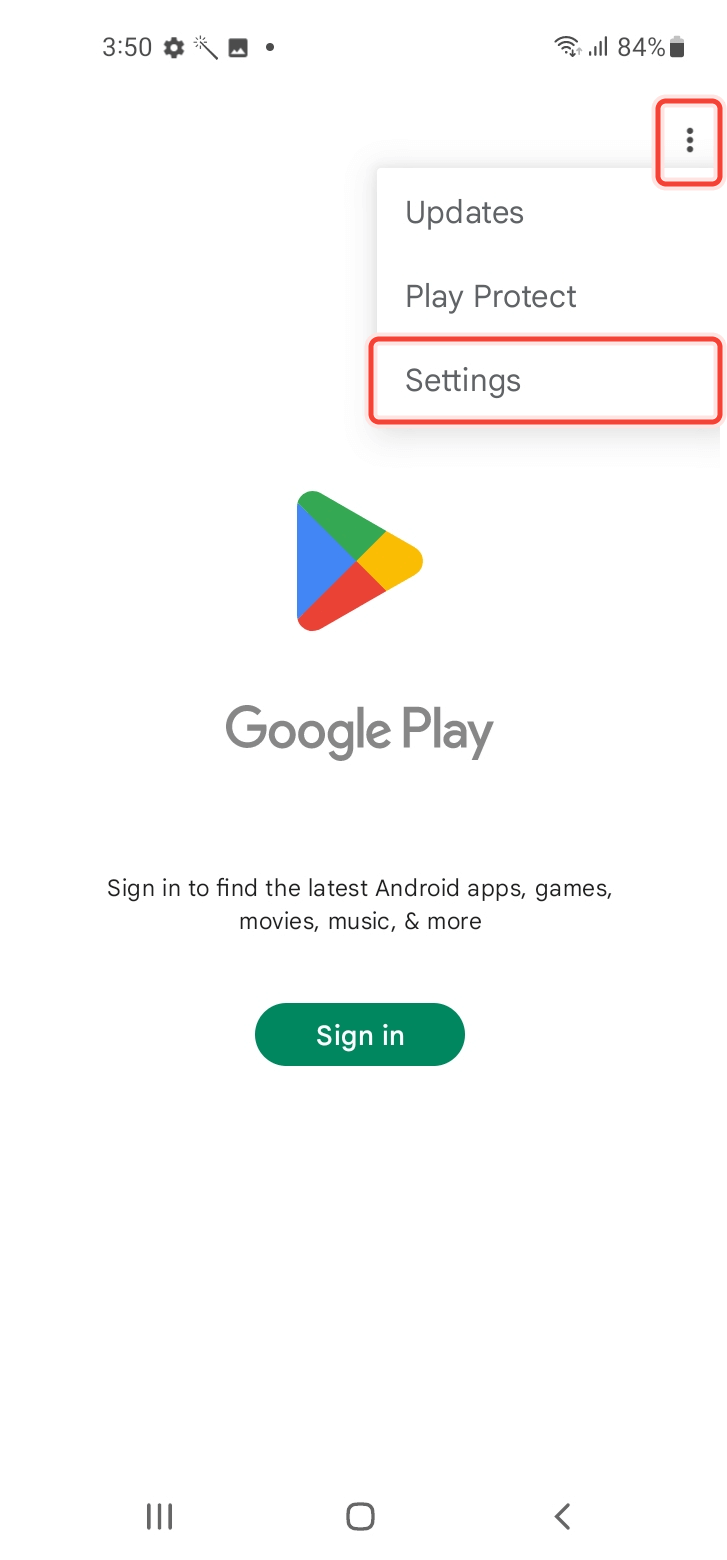 3:50 84%
Updates
Play Protect
Settings
Google Play
Sign in to find the latest Android apps, games,
movies, music, & more
Sign in